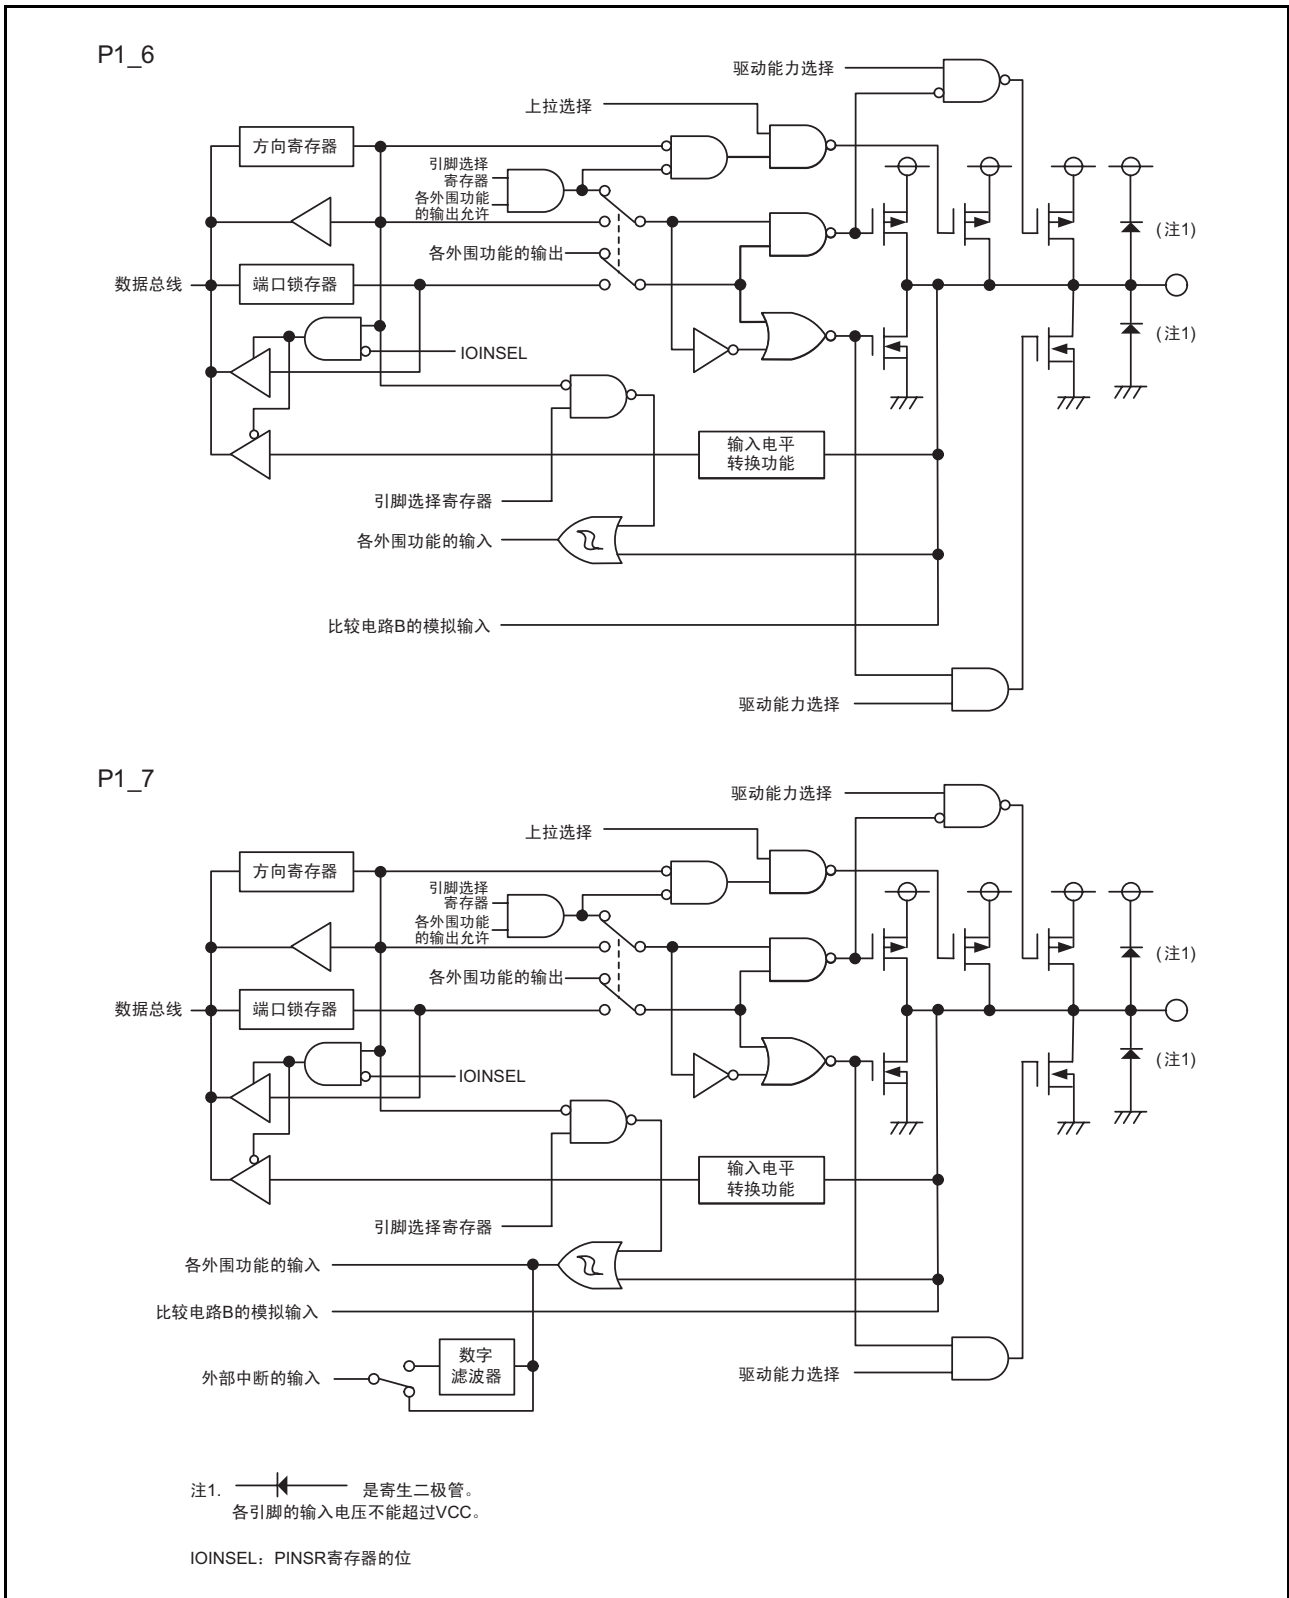 P1_6
驱动能力选择
上拉选择
方向寄存器
引脚选择
寄存器
各外围功能
的输出允许
(注1)
各外围功能的输出
数据总线
端口锁存器
(注1)
IOINSEL
输入电平
转换功能
引脚选择寄存器
各外围功能的输入
比较电路B的模拟输入
驱动能力选择
P1_7
驱动能力选择
上拉选择
方向寄存器
引脚选择
寄存器
各外围功能
的输出允许
(注1)
各外围功能的输出
数据总线
端口锁存器
(注1)
IOINSEL
输入电平
转换功能
引脚选择寄存器
各外围功能的输入
比较电路B的模拟输入
数字
滤波器
外部中断的输入
驱动能力选择
注1. 是寄生二极管。
各引脚的输入电压不能超过VCC。
IOINSEL：PINSR寄存器的位